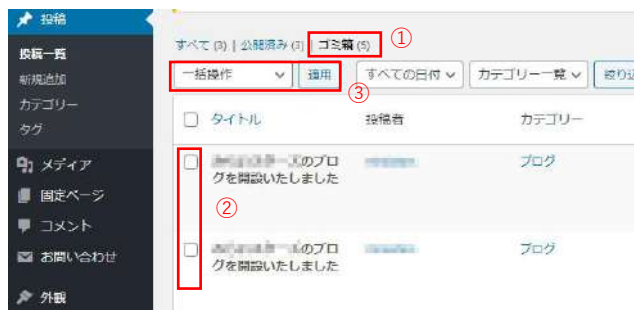 投稿
投稿一覧
新規追加
カテゴリー
タグ
メディア
固定ページ
コメント
お問い合わせ
外観
すべて (3) | 公開済み (3) | ゴミ箱 (5)
①
一括操作
適用
すべての日付
カテゴリー一覧
絞り込
③
タイトル
投稿者
カテゴリー
のブロ
グを開設いたしました
ブログ
②
のブロ
グを開設いたしました
ブログ